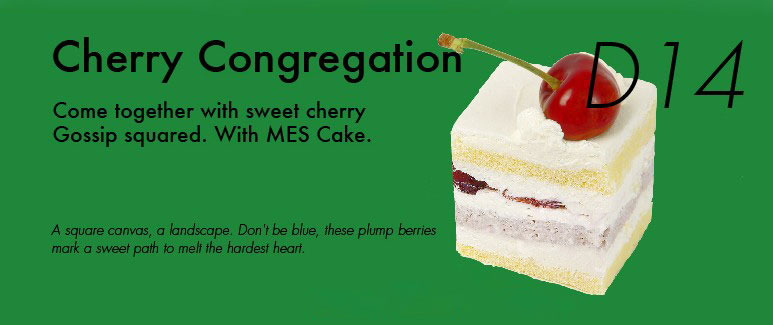 Cherry Congregation
D14
Come together with sweet cherry
Gossip squared. With MES Cake.
A square canvas, a landscape. Don't be blue, these plump berries
mark a sweet path to melt the hardest heart.